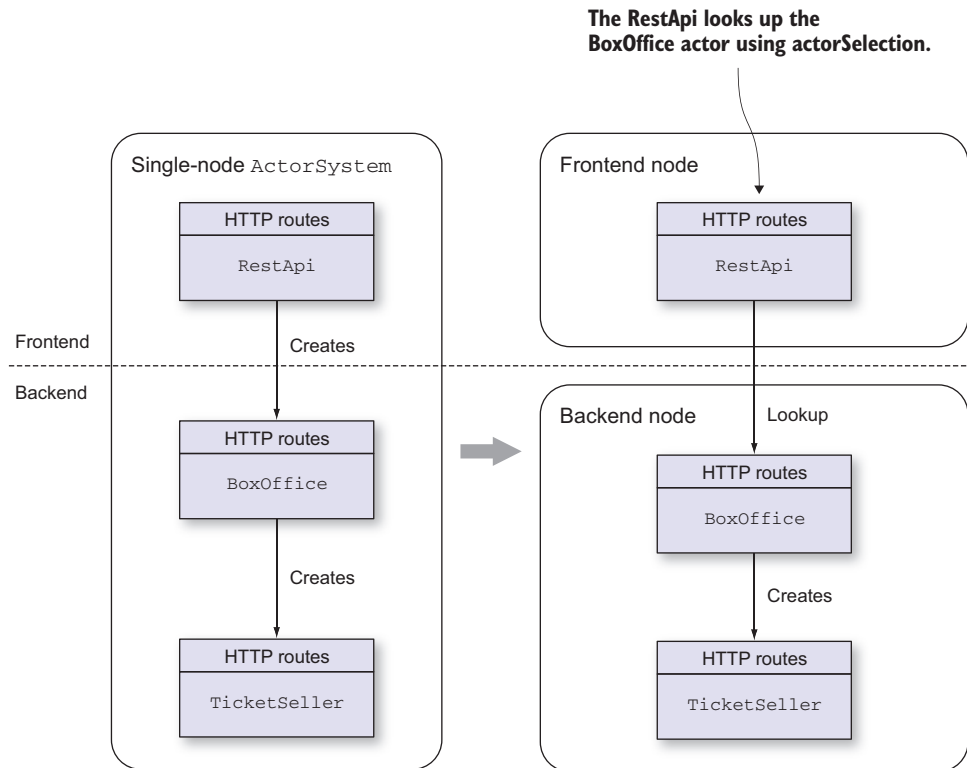 The RestApi looks up the
BoxOffice actor using actorSelection.
Single-node ActorSystem
HTTP routes
RestApi
Creates
Frontend
Backend
HTTP routes
BoxOffice
Creates
HTTP routes
TicketSeller
Frontend node
HTTP routes
RestApi
Lookup
Backend node
HTTP routes
BoxOffice
Creates
HTTP routes
TicketSeller